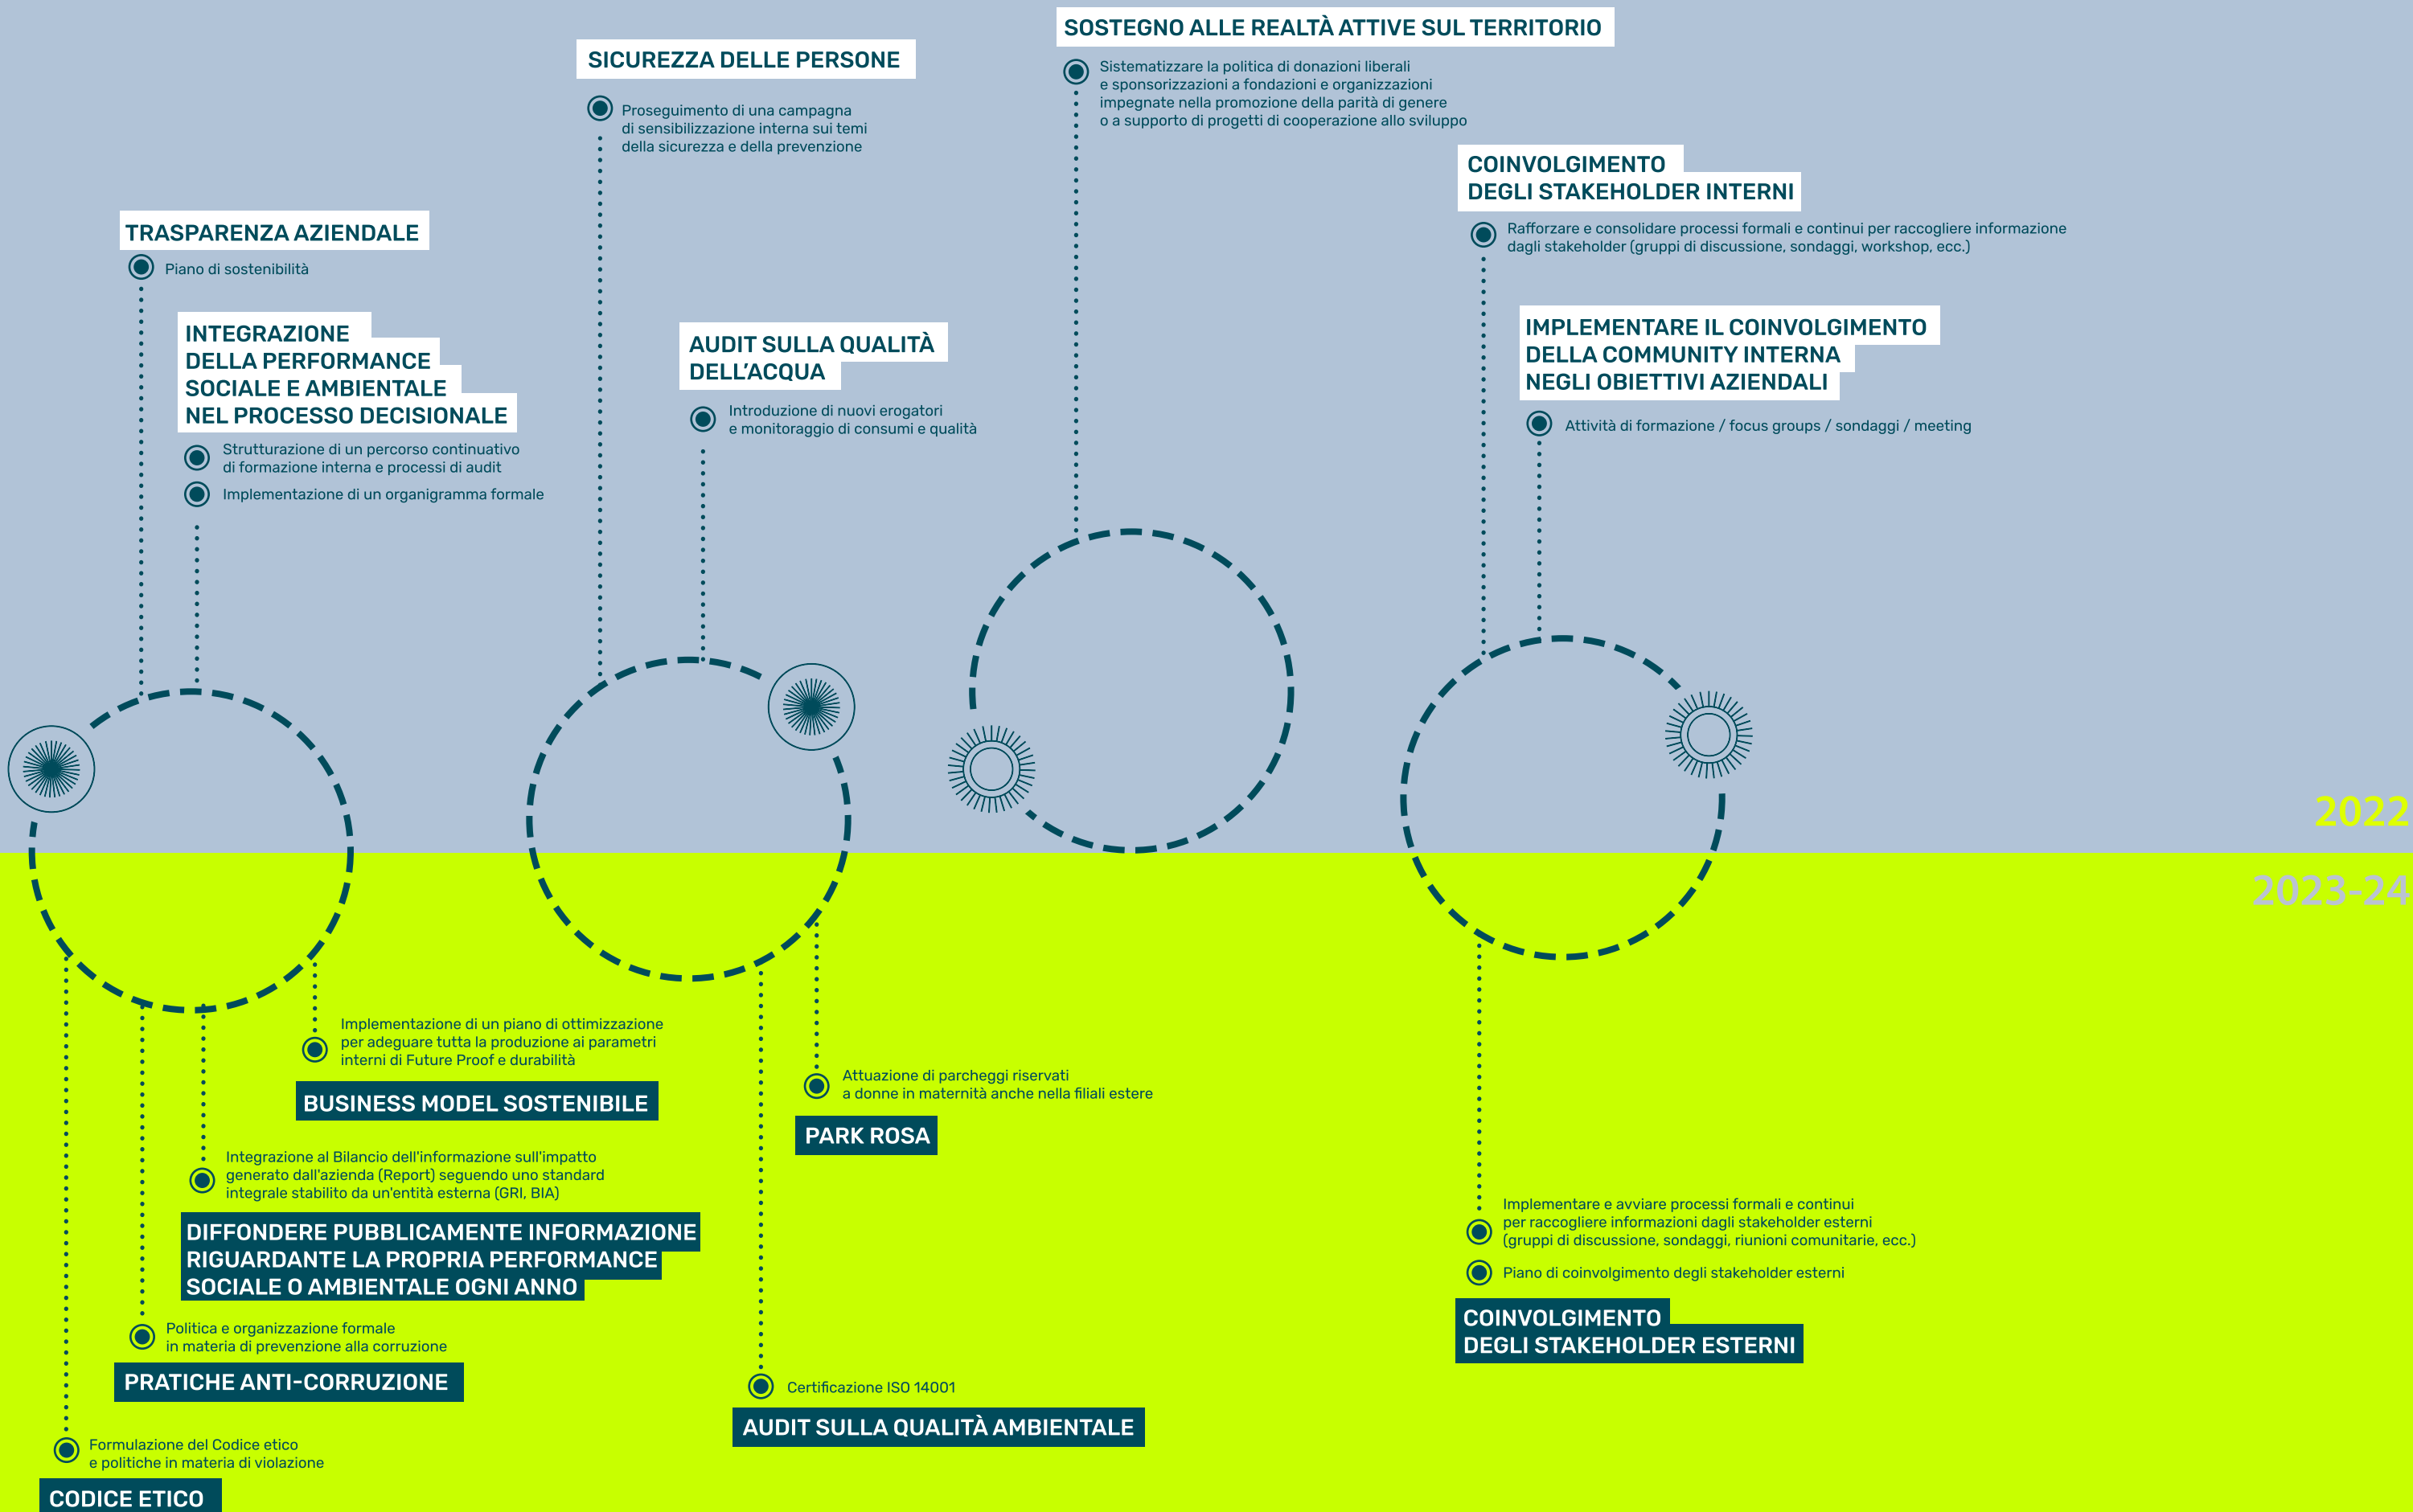 SOSTEGNO ALLE REALTÀ ATTIVE SUL TERRITORIO
Sistematizzare la politica di donazioni liberali
e sponsorizzazioni a fondazioni e organizzazioni
impegnate nella promozione della parità di genere
o a supporto di progetti di cooperazione allo sviluppo
SICUREZZA DELLE PERSONE
Proseguimento di una campagna
di sensibilizzazione interna sui temi
della sicurezza e della prevenzione
COINVOLGIMENTO
DEGLI STAKEHOLDER INTERNI
Rafforzare e consolidare processi formali e continui per raccogliere informazione
dagli stakeholder (gruppi di discussione, sondaggi, workshop, ecc.)
TRASPARENZA AZIENDALE
Piano di sostenibilità
INTEGRAZIONE
DELLA PERFORMANCE
SOCIALE E AMBIENTALE
NEL PROCESSO DECISIONALE
Strutturazione di un percorso continuativo
di formazione interna e processi di audit
Implementazione di un organigramma formale
AUDIT SULLA QUALITÀ
DELL’ACQUA
Introduzione di nuovi erogatori
e monitoraggio di consumi e qualità
IMPLEMENTARE IL COINVOLGIMENTO
DELLA COMMUNITY INTERNA
NEGLI OBIETTIVI AZIENDALI
Attività di formazione / focus groups / sondaggi / meeting
2022
2023-24
Implementazione di un piano di ottimizzazione
per adeguare tutta la produzione ai parametri
interni di Future Proof e durabilità
BUSINESS MODEL SOSTENIBILE
Attuazione di parcheggi riservati
a donne in maternità anche nella filiali estere
PARK ROSA
Integrazione al Bilancio dell'informazione sull'impatto
generato dall'azienda (Report) seguendo uno standard
integrale stabilito da un'entità esterna (GRI, BIA)
DIFFONDERE PUBBLICAMENTE INFORMAZIONE
RIGUARDANTE LA PROPRIA PERFORMANCE
SOCIALE O AMBIENTALE OGNI ANNO
Implementare e avviare processi formali e continui
per raccogliere informazioni dagli stakeholder esterni
(gruppi di discussione, sondaggi, riunioni comunitarie, ecc.)
Piano di coinvolgimento degli stakeholder esterni
COINVOLGIMENTO
DEGLI STAKEHOLDER ESTERNI
Politica e organizzazione formale
in materia di prevenzione alla corruzione
PRATICHE ANTI-CORRUZIONE
Certificazione ISO 14001
AUDIT SULLA QUALITÀ AMBIENTALE
Formulazione del Codice etico
e politiche in materia di violazione
CODICE ETICO